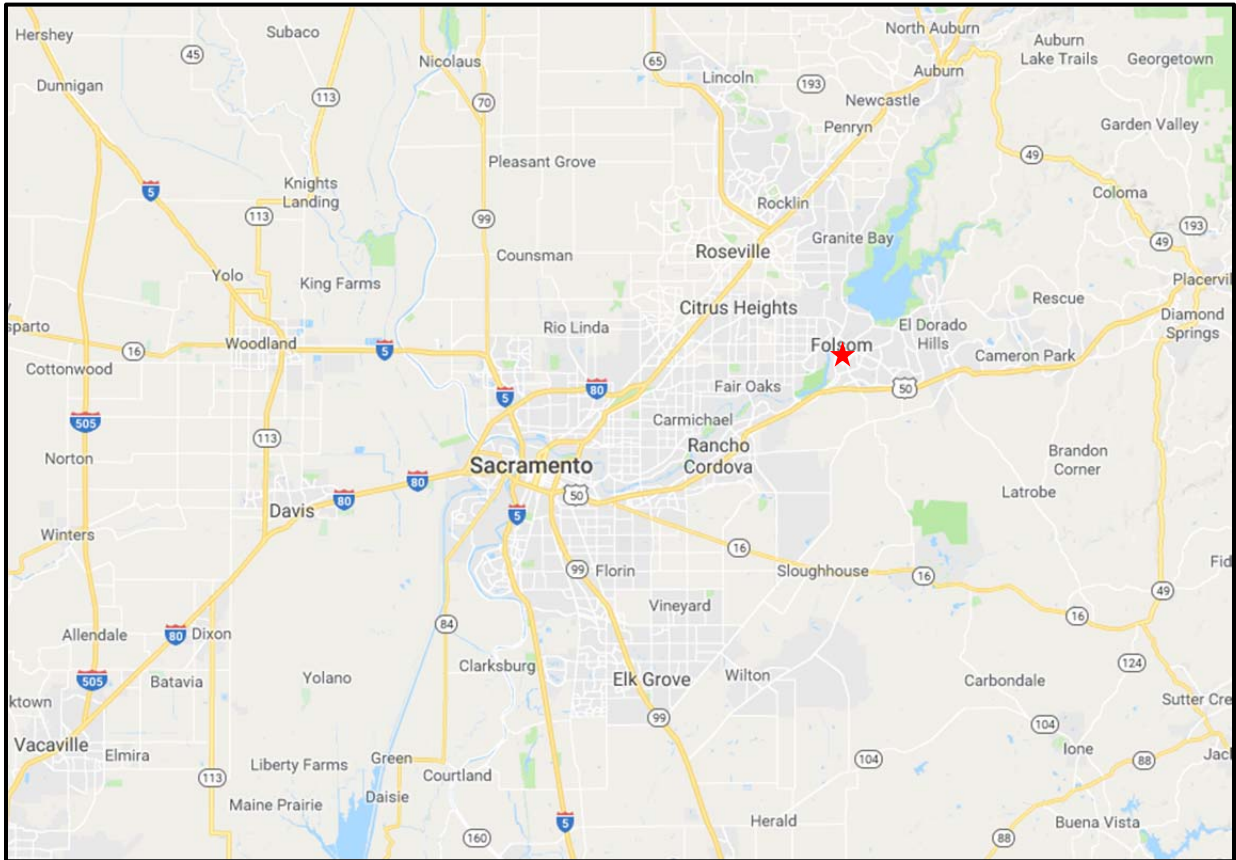 Hershey
45
Subaco
Nicolaus
65
North Auburn
Auburn
Lake Trails
Georgetown
Dunnigan
113
70
Lincoln
193
Auburn
Newcastle
Penryn
Garden Valley
5
Knights
Landing
Pleasant Grove
49
Coloma
113
99
Rocklin
Granite Bay
193
49
Roseville
Counsman
Yolo
King Farms
Placervil
Citrus Heights
Rescue
Diamond
Springs
sparto
16
Woodland
5
Rio Linda
El Dorado
Hills
Folsom
Cameron Park
Cottonwood
5
80
Fair Oaks
50
505
Carmichael
113
Rancho
Cordova
Norton
Brandon
Corner
Sacramento
80
80
50
Latrobe
Davis
5
Winters
16
99
Florin
Sloughhouse
16
Fid
49
Vineyard
16
Allendale
80
Dixon
84
505
Batavia
Yolano
Clarksburg
Elk Grove
Wilton
Carbondale
124
ktown
Sutter Cre
99
104
Vacaville
Elmira
Liberty Farms
Green
104
Ione
88
Jac
113
Courtland
Maine Prairie
Daisie
160
5
Herald
88
Buena Vista